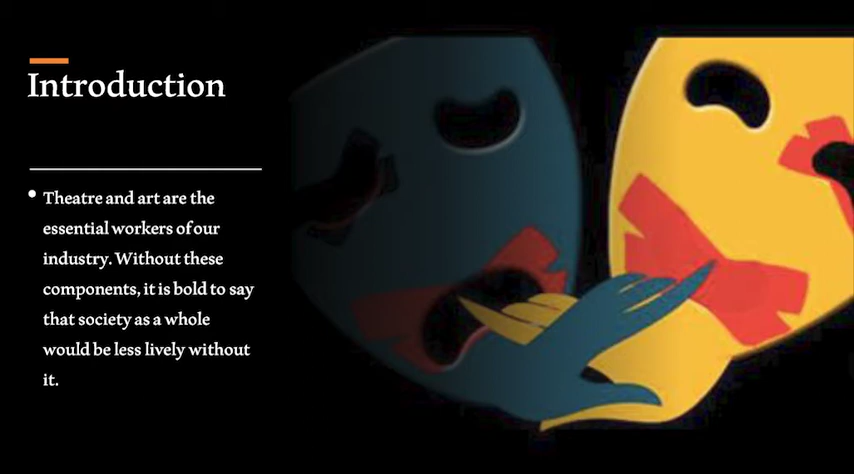 Introduction
• Theatre and art are the
essential workers of our
industry. Without these
components, it is bold to say
that society as a whole
would be less lively without
it.